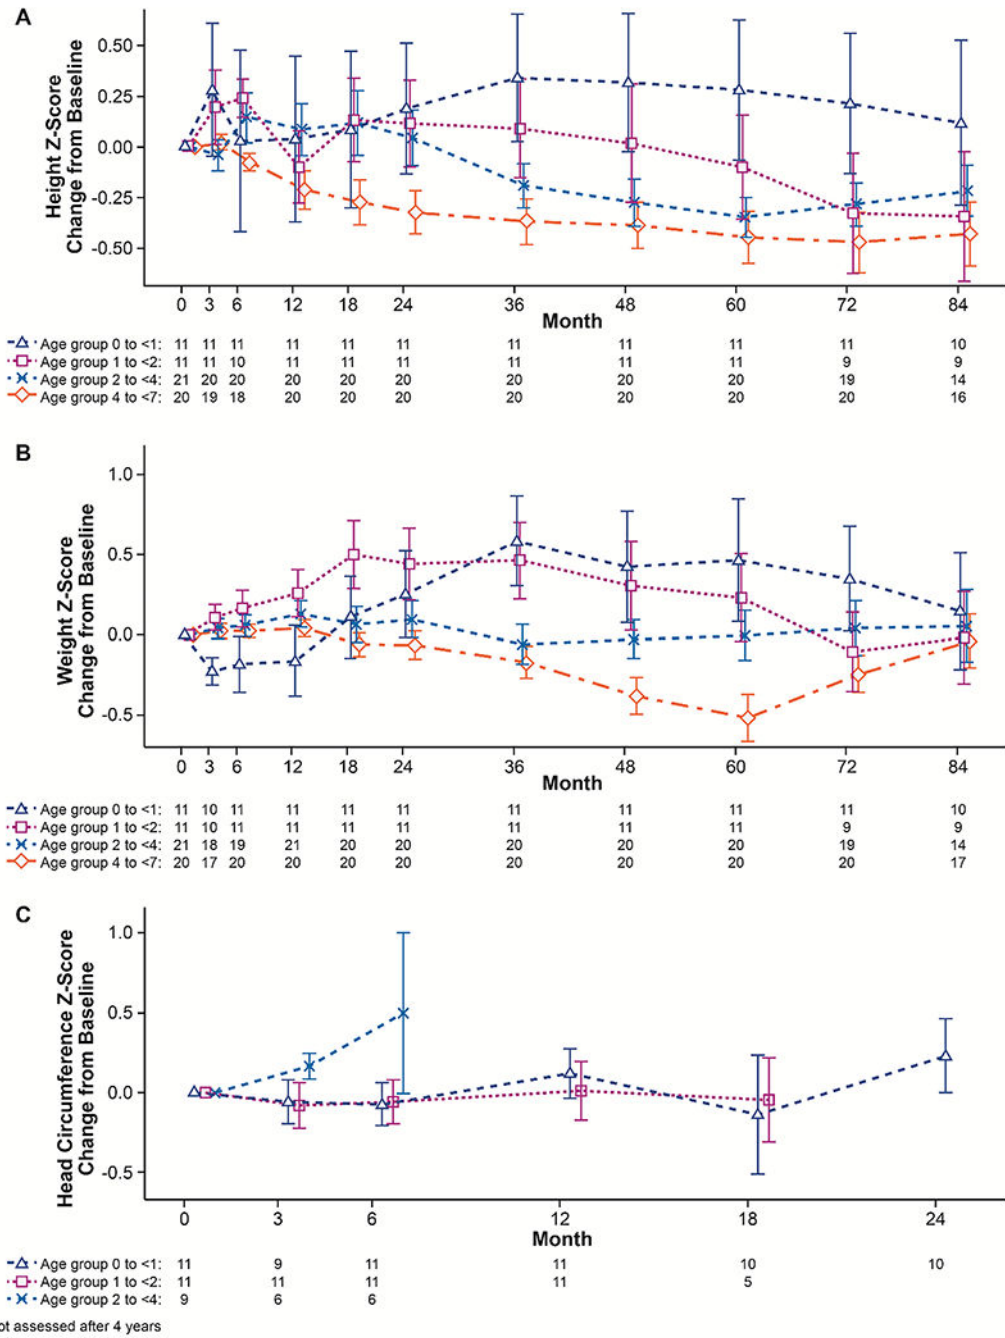 A
Height Z-Score
Change from Baseline
0.50
0.25
0.00
-0.25
-0.50
0 3 6 12 18 24 36 48 60 72 84
Month
Age group 0 to <1: 11 11 11 11 11 11 11 11 11 11 10
Age group 1 to <2: 11 11 10 11 11 11 11 11 11 9 9
Age group 2 to <4: 21 20 20 20 20 20 20 20 20 19 14
Age group 4 to <7: 20 19 18 20 20 20 20 20 20 20 16
B
Weight Z-Score
Change from Baseline
1.0
0.5
0.0
-0.5
0 3 6 12 18 24 36 48 60 72 84
Month
Age group 0 to <1: 11 10 11 11 11 11 11 11 11 11 10
Age group 1 to <2: 11 10 11 11 11 11 11 11 11 9 9
Age group 2 to <4: 21 18 19 21 20 20 20 20 20 19 14
Age group 4 to <7: 20 17 20 20 20 20 20 20 20 20 17
C
Head Circumference Z-Score
Change from Baseline
1.0
0.5
0.0
-0.5
0 3 6 12 18 24
Month
Age group 0 to <1: 11 9 11 11 10 10
Age group 1 to <2: 11 11 11 11 5
Age group 2 to <4: 9 6 6
ot assessed after 4 years